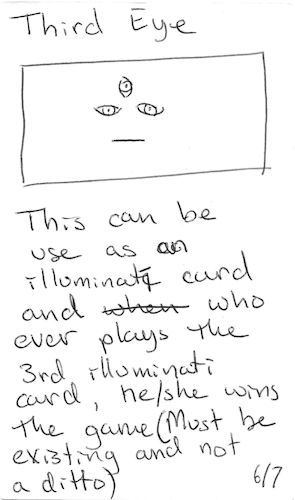 Third Eye
This can be
use as an
illuminati card
and when who
ever plays the
3rd illuminati
card, he/she wins
the game (Must be
existing and not
a ditto)
6/7